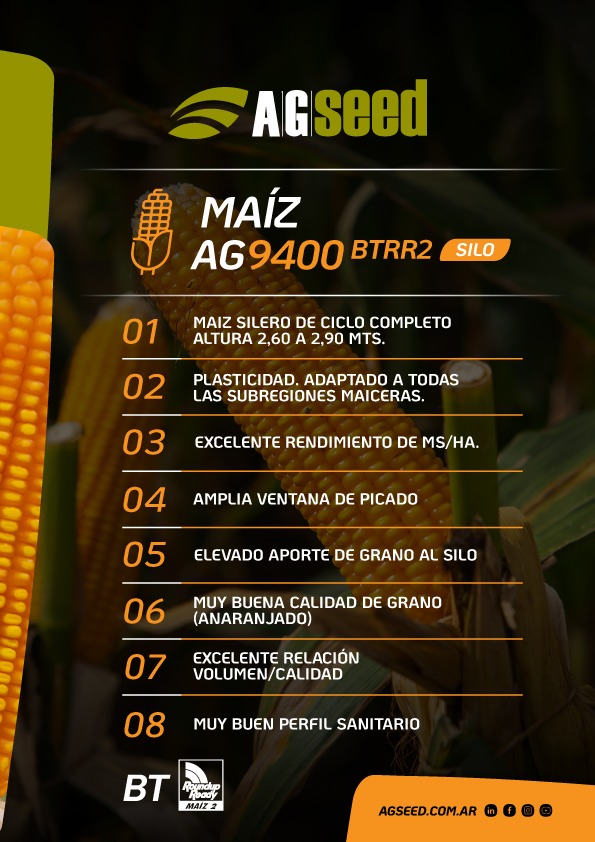 AGseed
MAÍZ
AG9400 BTRR2 SILO
01 MAIZ SILERO DE CICLO COMPLETO
ALTURA 2,60 A 2,90 MTS.
02 PLASTICIDAD. ADAPTADO A TODAS
LAS SUBREGIONES MAICERAS.
03 EXCELENTE RENDIMIENTO DE MS/HA.
04 AMPLIA VENTANA DE PICADO
05 ELEVADO APORTE DE GRANO AL SILO
06 MUY BUENA CALIDAD DE GRANO
(ANARANJADO)
07 EXCELENTE RELACIÓN
VOLUMEN/CALIDAD
08 MUY BUEN PERFIL SANITARIO
BT
Roundup
Ready
MAÍZ 2
AGSEED.COM.AR in f